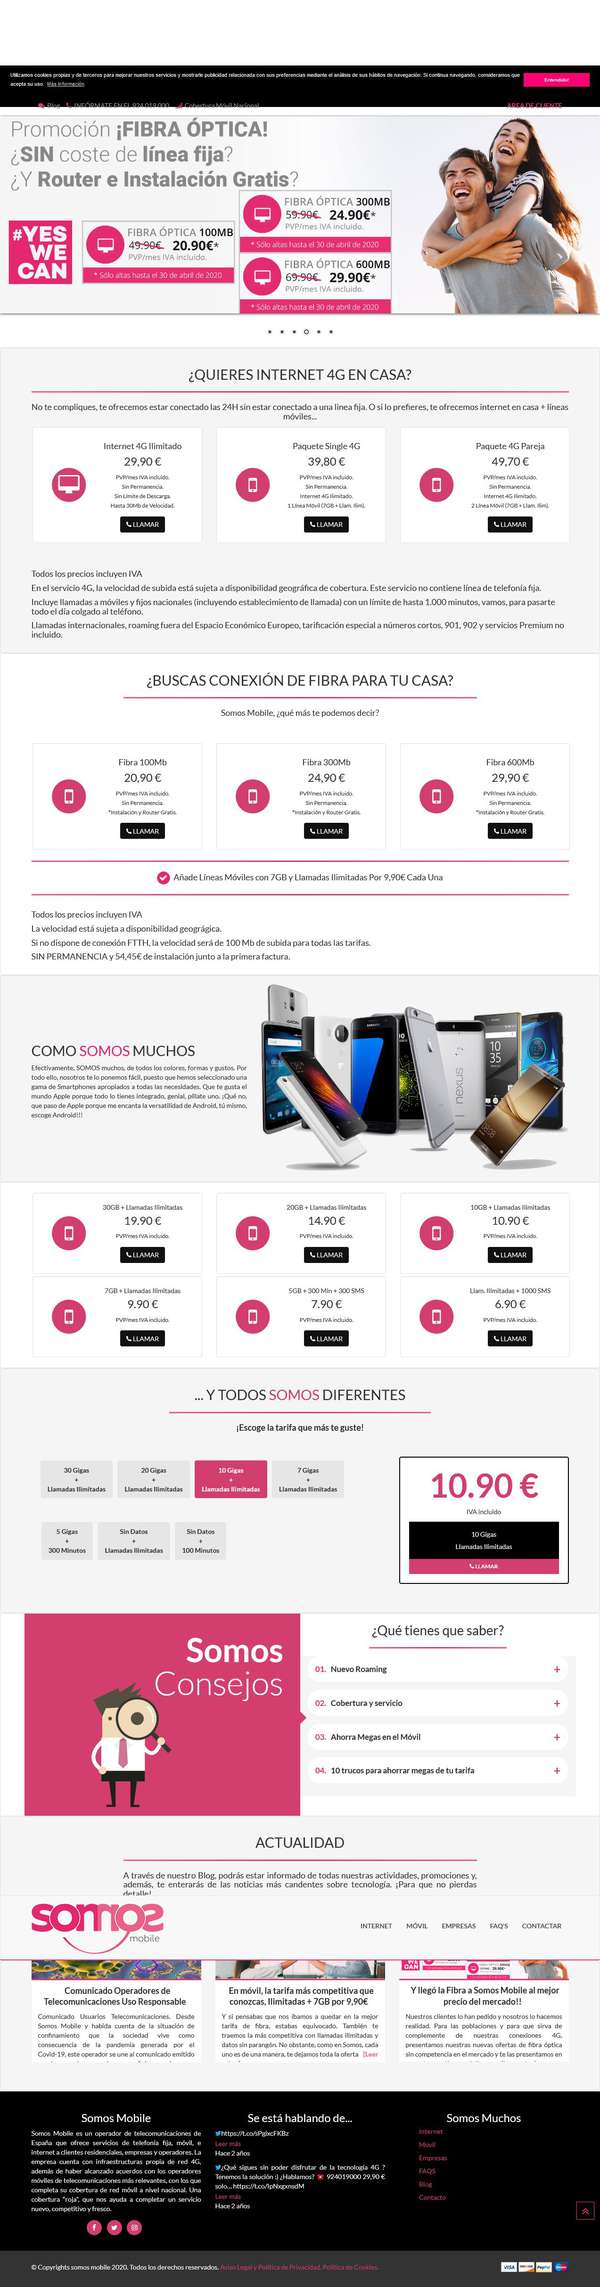 Utilizamos cookies propias y de terceros para mejorar nuestros servicios y mostrarle publicidad relacionada con sus preferencias mediante el análisis de sus hábitos de navegación. Si continua navegando, consideramos que
acepta su uso. Más información
Entendido!
Blog INFÓRMATE EN EL 924 019 000 Cobertura Móvil Nacional
ÁREA DE CLIENTE
Promoción ¡FIBRA ÓPTICA!
¿SIN coste de línea fija?
¿Y Router e Instalación Gratis?
#YES
WE
CAN
FIBRA ÓPTICA 100MB
49.90€ 20.90€*
PVP/mes IVA incluido.
* Sólo altas hasta el 30 de abril de 2020
FIBRA ÓPTICA 300MB
59.90€ 24.90€*
PVP/mes IVA incluido.
* Sólo altas hasta el 30 de abril de 2020
FIBRA ÓPTICA 600MB
69.90€ 29.90€*
PVP/mes IVA incluido.
* Sólo altas hasta el 30 de abril de 2020
¿QUIERES INTERNET 4G EN CASA?
No te compliques, te ofrecemos estar conectado las 24H sin estar conectado a una linea fija. O si lo prefieres, te ofrecemos internet en casa + líneas
móviles...
Internet 4G Ilimitado
29,90 €
PVP/mes IVA incluido.
Sin Permanencia.
Sin Límite de Descarga.
Hasta 30Mb de Velocidad.
LLAMAR
Paquete Single 4G
39,80 €
PVP/mes IVA incluido.
Sin Permanencia.
Internet 4G Ilimitado.
1 Línea Móvil (7GB + Llam. Ilim).
LLAMAR
Paquete 4G Pareja
49,70 €
PVP/mes IVA incluido.
Sin Permanencia.
Internet 4G Ilimitado.
2 Línea Móvil (7GB + Llam. Ilim).
LLAMAR
Todos los precios incluyen IVA
En el servicio 4G, la velocidad de subida está sujeta a disponibilidad geográfica de cobertura. Este servicio no contiene línea de telefonía fija.
Incluye llamadas a móviles y fijos nacionales (incluyendo establecimiento de llamada) con un límite de hasta 1.000 minutos, vamos, para pasarte
todo el día colgado al teléfono.
Llamadas internacionales, roaming fuera del Espacio Económico Europeo, tarificación especial a números cortos, 901, 902 y servicios Premium no
incluido.
¿BUSCAS CONEXIÓN DE FIBRA PARA TU CASA?
Somos Mobile, ¿qué más te podemos decir?
Fibra 100Mb
20,90 €
PVP/mes IVA incluido.
Sin Permanencia.
*Instalación y Router Gratis.
LLAMAR
Fibra 300Mb
24,90 €
PVP/mes IVA incluido.
Sin Permanencia.
*Instalación y Router Gratis.
LLAMAR
Fibra 600Mb
29,90 €
PVP/mes IVA incluido.
Sin Permanencia.
*Instalación y Router Gratis.
LLAMAR
Añade Líneas Móviles con 7GB y Llamadas Ilimitadas Por 9,90€ Cada Una
Todos los precios incluyen IVA
La velocidad está sujeta a disponibilidad geográgica.
Si no dispone de conexión FTTH, la velocidad será de 100 Mb de subida para todas las tarifas.
SIN PERMANENCIA y 54,45€ de instalación junto a la primera factura.
COMO SOMOS MUCHOS
Efectivamente, SOMOS muchos, de todos los colores, formas y gustos. Por
todo ello, nosotros te lo ponemos fácil, puesto que hemos seleccionado una
gama de Smartphones apropiados a todas las necesidades. Que te gusta el
mundo Apple porque todo lo tienes integrado, genial, píllate uno. ¡Qué no,
que paso de Apple porque me encanta la versatilidad de Android, tú mismo,
escoge Android!!!
nexus
30GB + Llamadas Ilimitadas
19.90 €
PVP/mes IVA incluido.
LLAMAR
20GB + Llamadas Ilimitadas
14.90 €
PVP/mes IVA incluido.
LLAMAR
10GB + Llamadas Ilimitadas
10.90 €
PVP/mes IVA incluido.
LLAMAR
7GB + Llamadas Ilimitadas
9.90 €
PVP/mes IVA incluido.
LLAMAR
5GB + 300 Min + 300 SMS
7.90 €
PVP/mes IVA incluido.
LLAMAR
Llam. Ilimitadas + 1000 SMS
6.90 €
PVP/mes IVA incluido.
LLAMAR
... Y TODOS SOMOS DIFERENTES
¡Escoge la tarifa que más te guste!
30 Gigas
+
Llamadas Ilimitadas
20 Gigas
+
Llamadas Ilimitadas
10 Gigas
+
Llamadas Ilimitadas
7 Gigas
+
Llamadas Ilimitadas
5 Gigas
+
300 Minutos
Sin Datos
+
Llamadas Ilimitadas
Sin Datos
+
100 Minutos
10.90 €
IVA incluido
10 Gigas
Llamadas Ilimitadas
LLAMAR
Somos
Consejos
¿Qué tienes que saber?
01. Nuevo Roaming +
02. Cobertura y servicio +
03. Ahorra Megas en el Móvil +
04. 10 trucos para ahorrar megas de tu tarifa +
ACTUALIDAD
A través de nuestro Blog, podrás estar informado de todas nuestras actividades, promociones y,
además, te enterarás de las noticias más candentes sobre tecnología. ¡Para que no pierdas
detalle!
somos
mobile
INTERNET MÓVIL EMPRESAS FAQ'S CONTACTAR
Comunicado Operadores de
Telecomunicaciones Uso Responsable
Comunicado Usuarios Telecomunicaciones. Desde
Somos Mobile y habida cuenta de la situación de
confinamiento que la sociedad vive como
consecuencia de la pandemia generada por el
Covid-19, este operador se une al comunicado emitido
En móvil, la tarifa más competitiva que
conozcas, Ilimitadas + 7GB por 9,90€
Y si pensabas que nos íbamos a quedar en la mejor
tarifa de fibra, estabas equivocado. También te
traemos la más competitiva con llamadas ilimitadas y
datos sin parangón. No obstante, como en Somos, cada
uno es de una manera, te dejamos toda la oferta [Leer
Y llegó la Fibra a Somos Mobile al mejor
precio del mercado!!
Nuestros clientes lo han pedido y nosotros lo hacemos
realidad. Para las poblaciones y para que sirva de
complemento de nuestras conexiones 4G,
presentamos nuestras nuevas ofertas de fibra óptica
sin competencia en el mercado y te las presentamos en
Somos Mobile
Somos Mobile es un operador de telecomunicaciones de
España que ofrece servicios de telefonía fija, móvil, e
internet a clientes residenciales, empresas y operadores. La
empresa cuenta con infraestructuras propia de red 4G,
además de haber alcanzado acuerdos con los operadores
móviles de telecomunicaciones más relevantes, con los que
completa su cobertura de red móvil a nivel nacional. Una
cobertura "roja", que nos ayuda a completar un servicio
nuevo, competitivo y fresco.
Se está hablando de...
https://t.co/sPglxcFKBz
Leer más
Hace 2 años
¿Qué sigues sin poder disfrutar de la tecnología 4G ?
Tenemos la solución :) ¿Hablamos? 924019000 29,90 €
solo... https://t.co/IpNxgxnsdM
Leer más
Hace 2 años
Somos Muchos
Internet
Movil
Empresas
FAQS
Blog
Contacto
© Copyrights somos mobile 2020. Todos los derechos reservados. Aviso Legal y Política de Privacidad. Política de Cookies.
VISA
PayPal